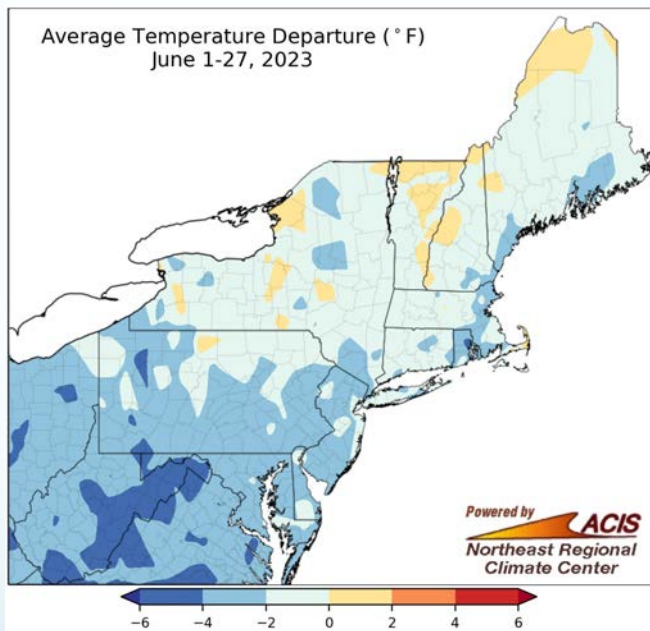 Average Temperature Departure (°F)
June 1-27, 2023
Powered by
ACIS
Northeast Regional
Climate Center
−6 −4 −2 0 2 4 6